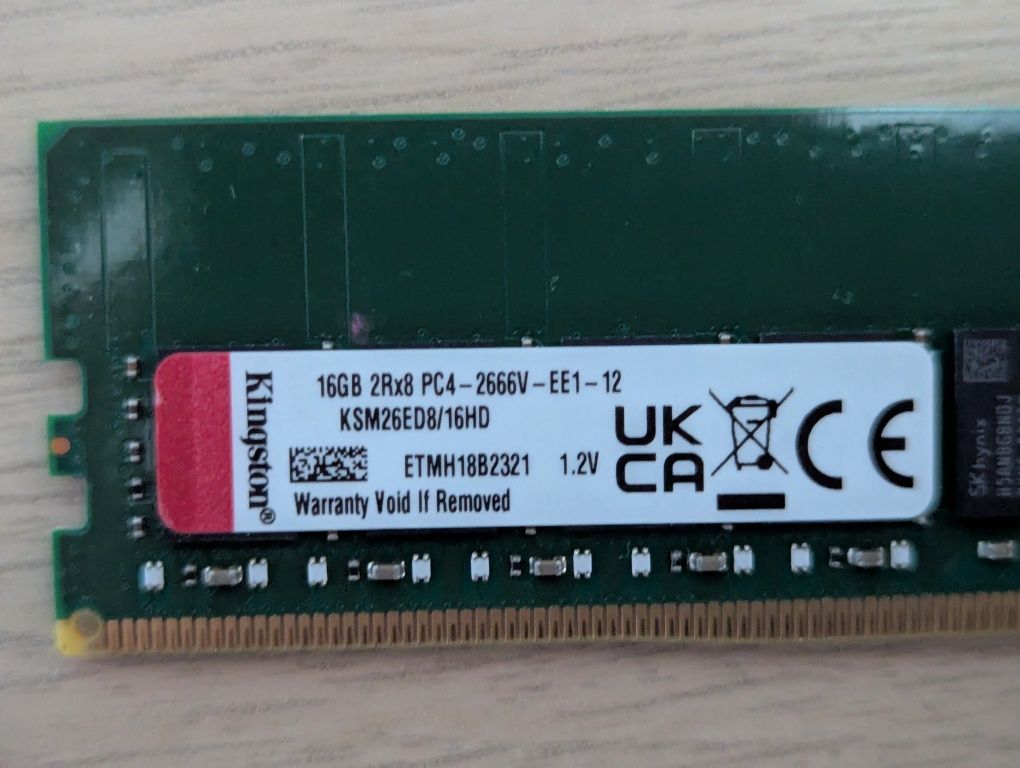 Kingston®
16GB 2Rx8 PC4-2666V-EE1-12
KSM26ED8/16HD
ETMH18B2321 1.2V
Warranty Void If Removed
UK
CA
CE
SK hynix